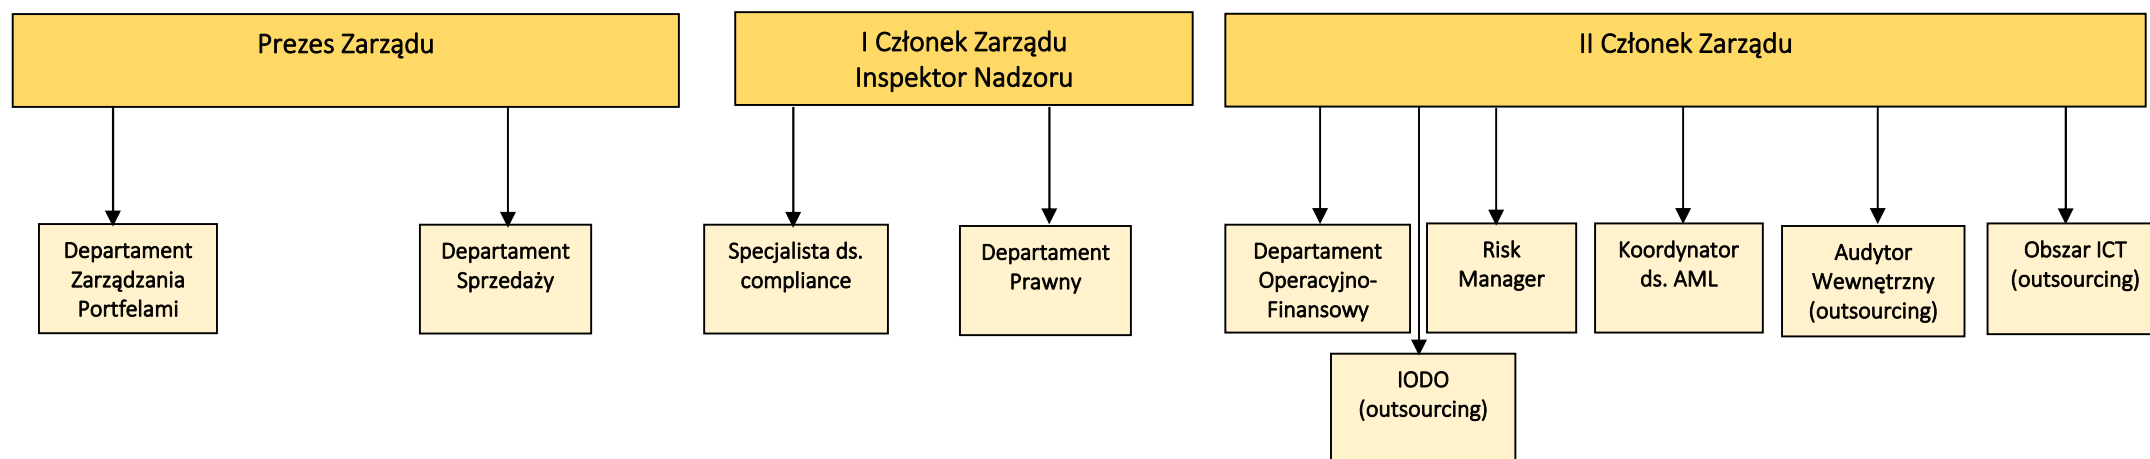 Prezes Zarządu
I Członek Zarządu
Inspektor Nadzoru
II Członek Zarządu
Departament
Zarządzania
Portfelami
Departament
Sprzedaży
Specjalista ds.
compliance
Departament
Prawny
Departament
Operacyjno-
Finansowy
Risk
Manager
Koordynator
ds. AML
Audytor
Wewnętrzny
(outsourcing)
Obszar ICT
(outsourcing)
IODO
(outsourcing)